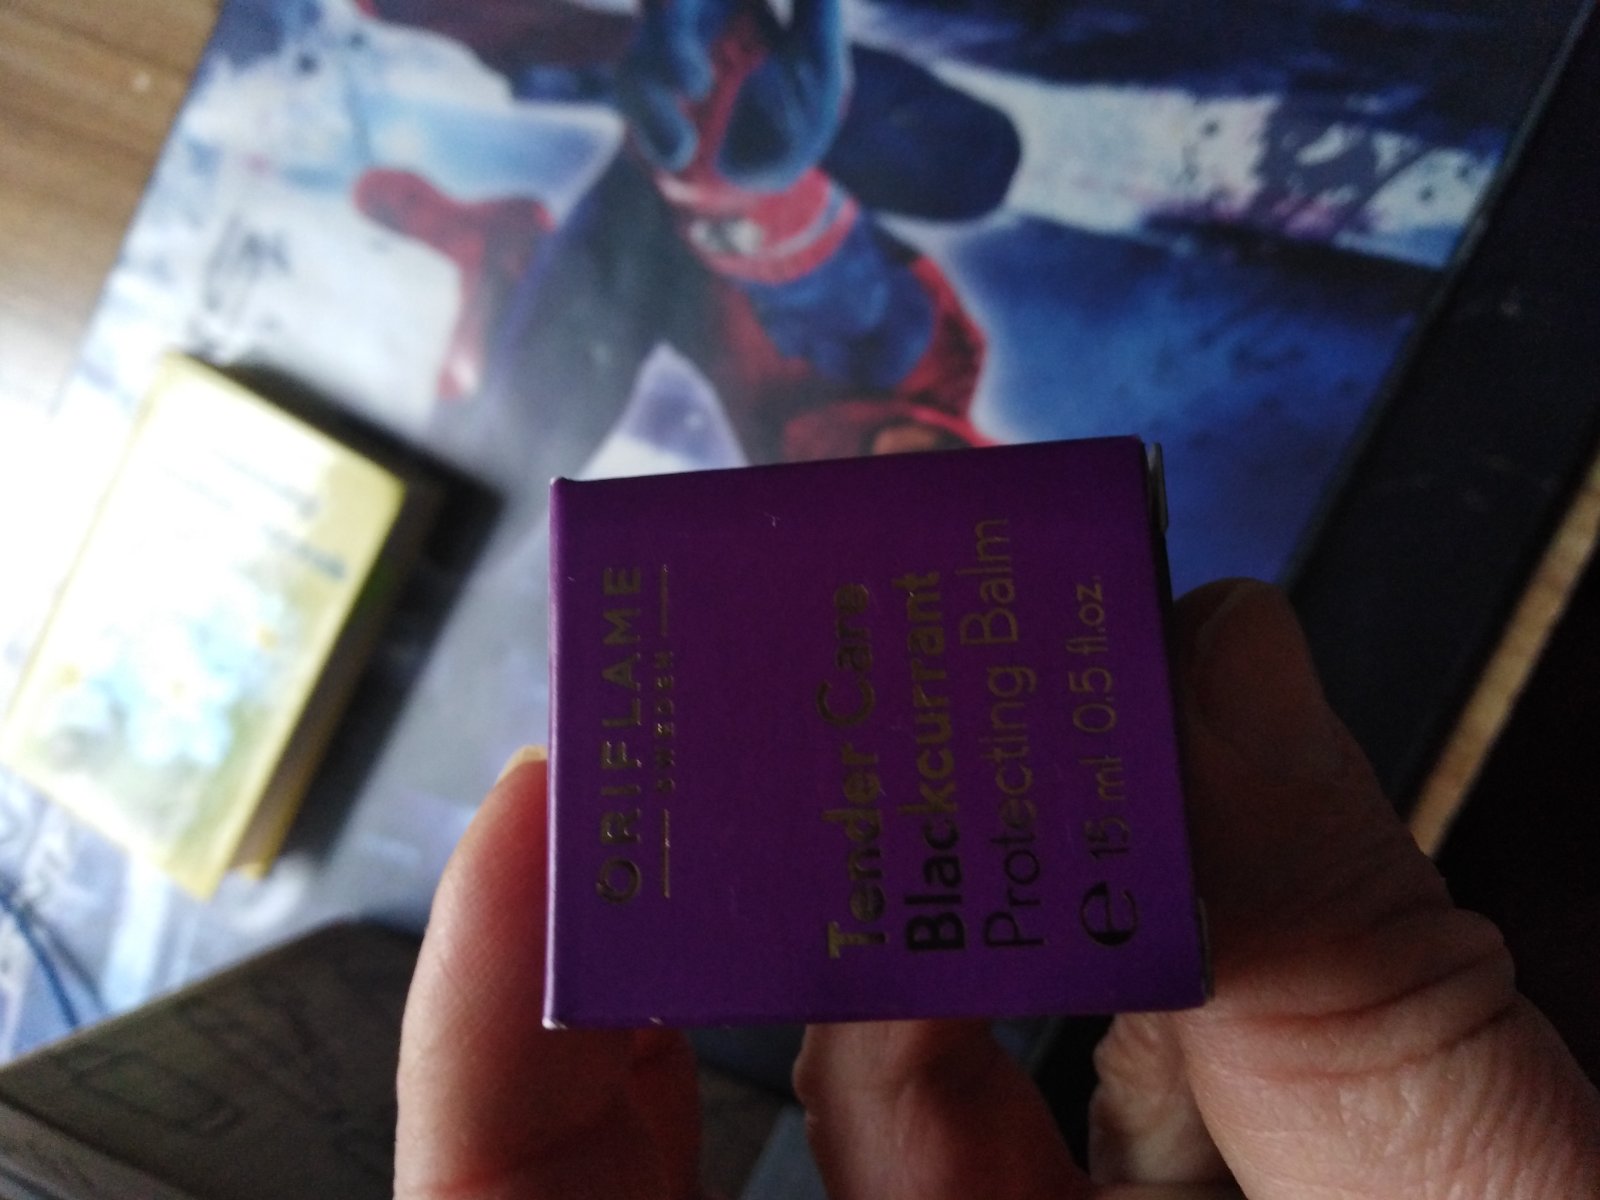 ORIFLAME
SWEDEN
Tender Care
Blackcurrant
Protecting Balm
e 15 ml 0.5 fl.oz.